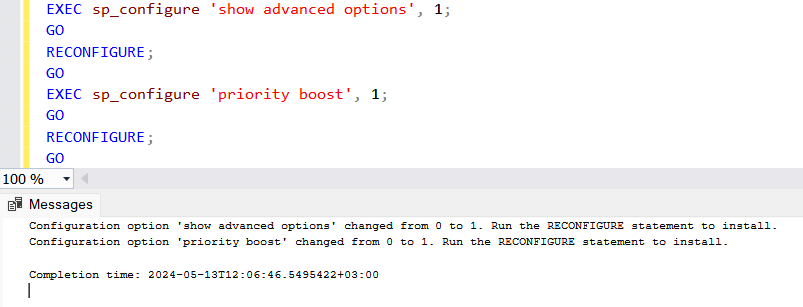 EXEC sp_configure 'show advanced options', 1;
GO
RECONFIGURE;
GO
EXEC sp_configure 'priority boost', 1;
GO
RECONFIGURE;
GO
100 %
Messages
Configuration option 'show advanced options' changed from 0 to 1. Run the RECONFIGURE statement to install.
Configuration option 'priority boost' changed from 0 to 1. Run the RECONFIGURE statement to install.
Completion time: 2024-05-13T12:06:46.5495422+03:00